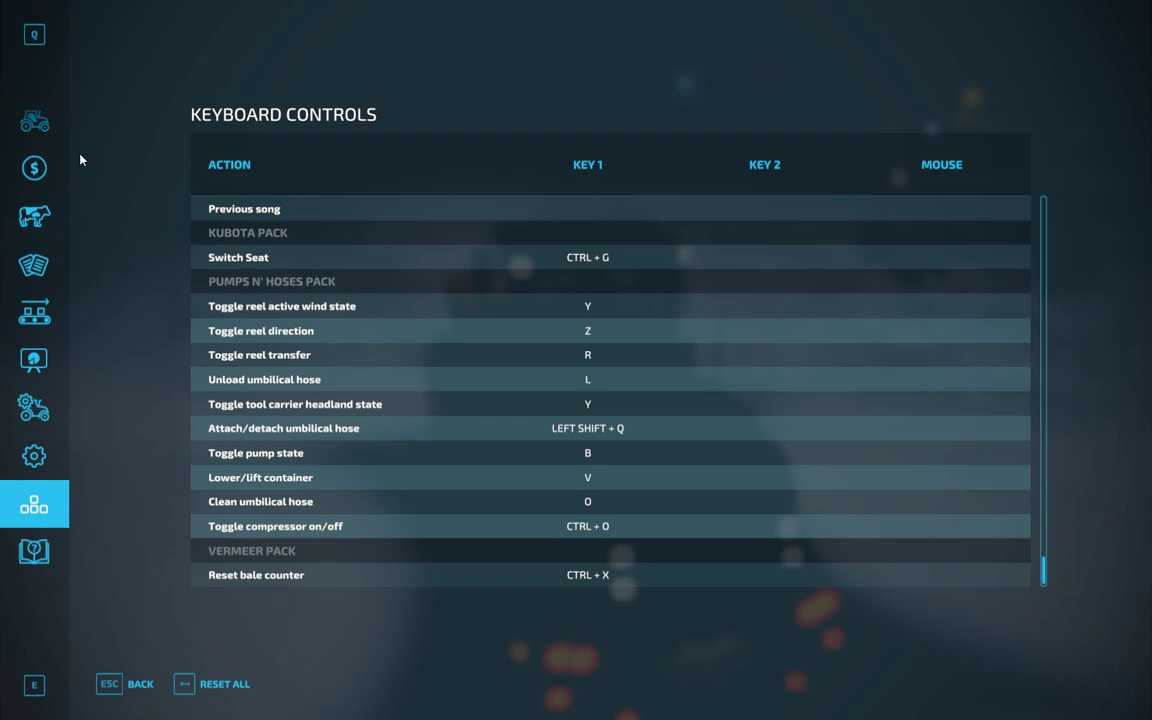 Q
KEYBOARD CONTROLS
ACTION KEY 1 KEY 2 MOUSE
Previous song
KUBOTA PACK
Switch Seat CTRL + G
PUMPS N' HOSES PACK
Toggle reel active wind state Y
Toggle reel direction Z
Toggle reel transfer R
Unload umbilical hose L
Toggle tool carrier headland state Y
Attach/detach umbilical hose LEFT SHIFT + Q
Toggle pump state B
Lower/lift container V
Clean umbilical hose O
Toggle compressor on/off CTRL + O
VERMEER PACK
Reset bale counter CTRL + X
E ESC BACK RESET ALL